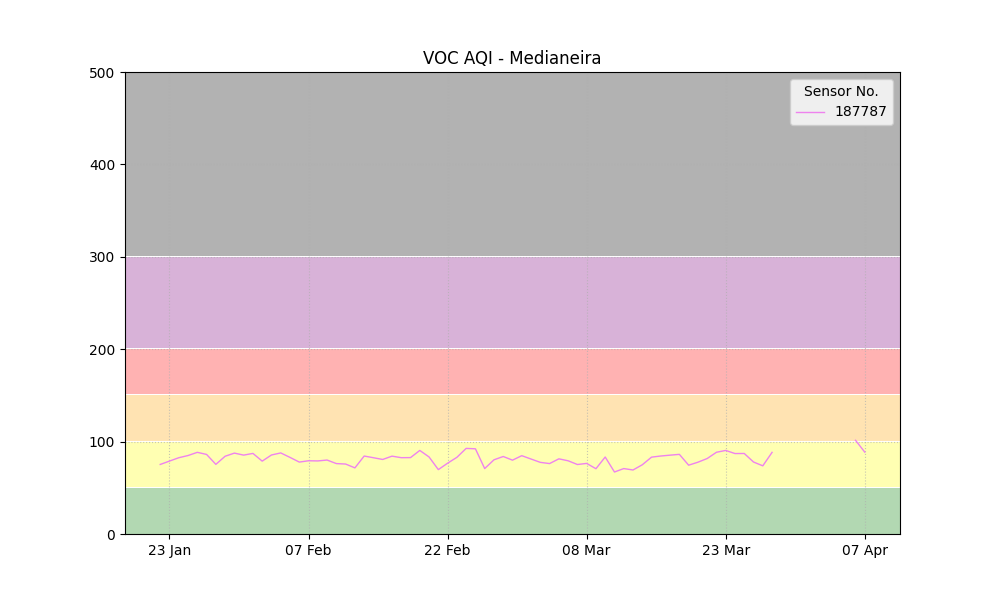 VOC AQI - Medianeira
Sensor No.
187787
500
400
300
200
100
0
23 Jan
07 Feb
22 Feb
08 Mar
23 Mar
07 Apr